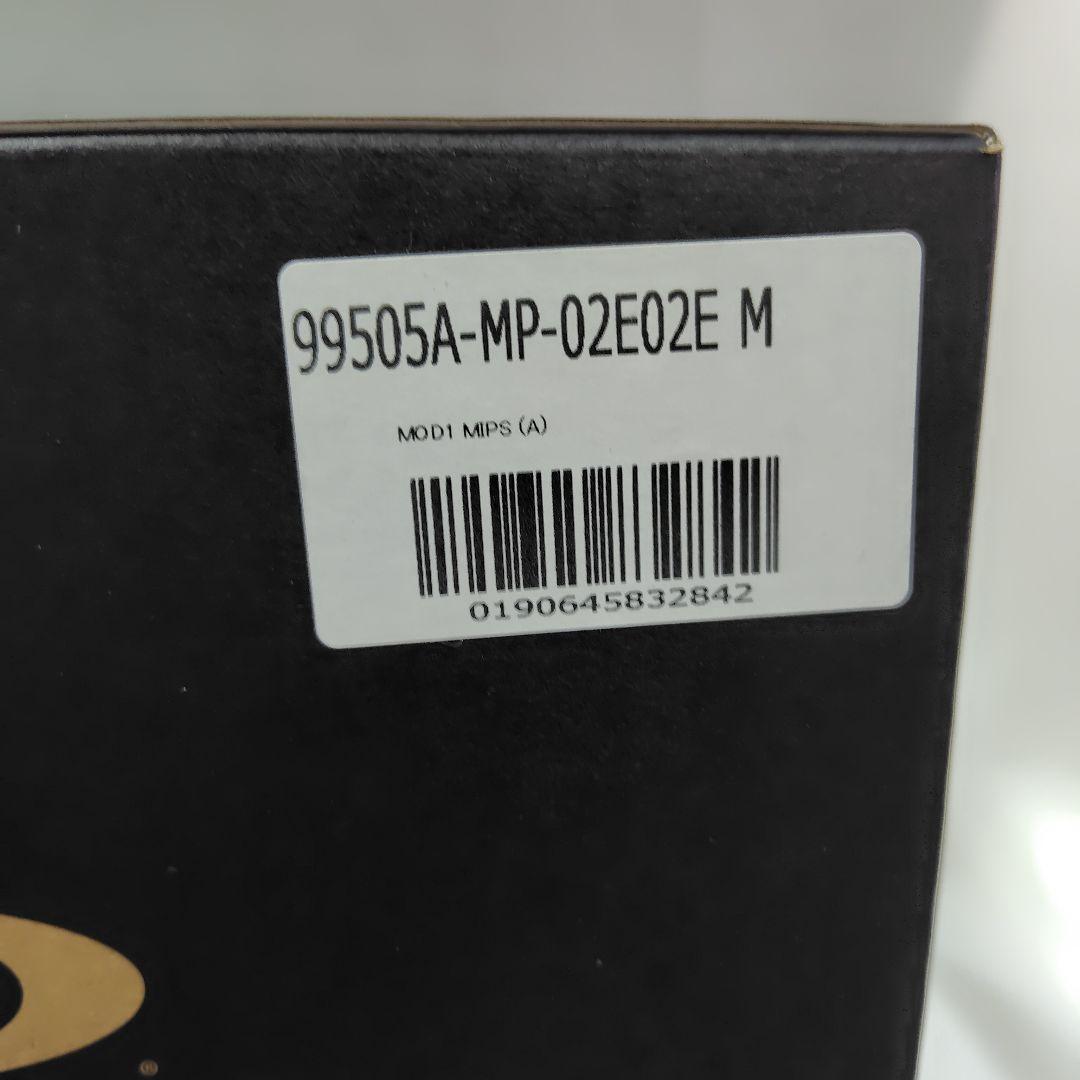 99505A-MP-02E02E M
MOD1 MIPS (A)
0190645832842
®